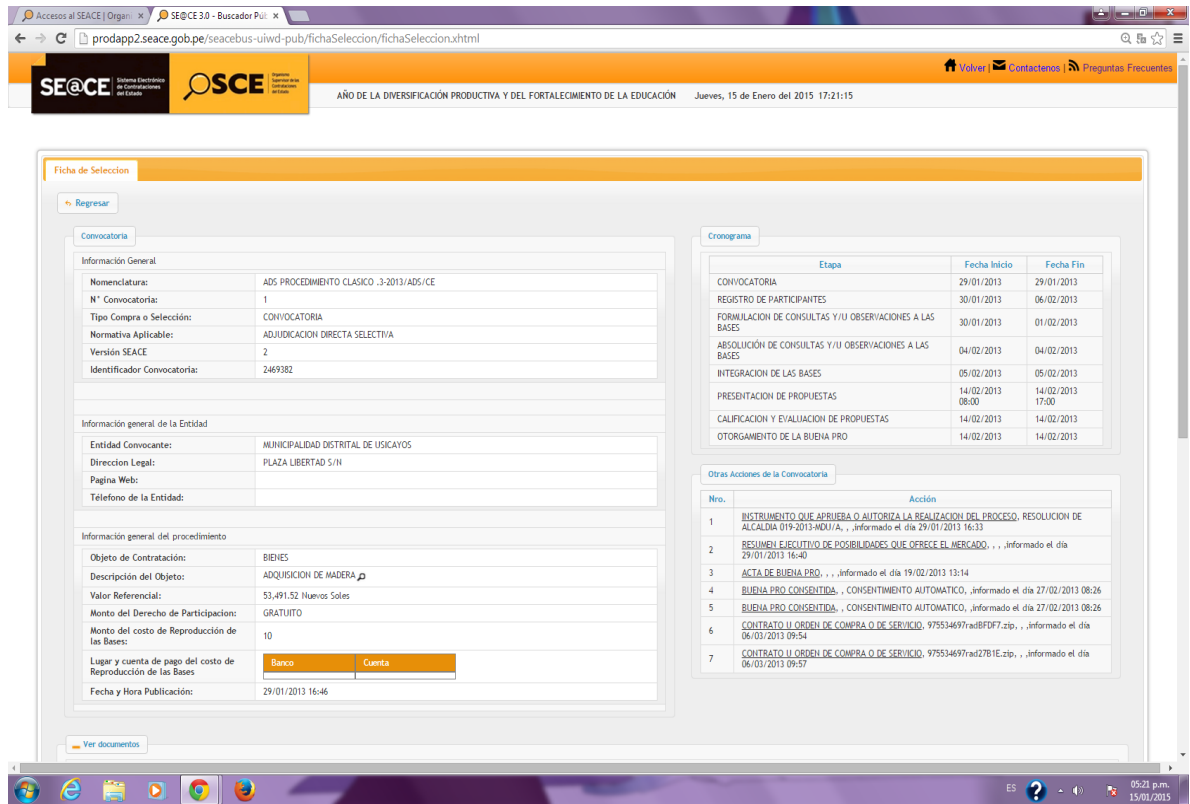 Accesos al SEACE | Organi
SE@CE 3.0 - Buscador Púb
prodapp2.seace.gob.pe/seacebus-uiwd-pub/fichaSeleccion/fichaSeleccion.xhtml
Volver | Contactenos | Preguntas Frecuentes
SE@CE Sistema Electrónico de Contrataciones del Estado
OSCE Organismo Supervisor de las Contrataciones del Estado
AÑO DE LA DIVERSIFICACIÓN PRODUCTIVA Y DEL FORTALECIMIENTO DE LA EDUCACIÓN Jueves, 15 de Enero del 2015 17:21:15
Ficha de Seleccion
Regresar
Convocatoria
Información General
Nomenclatura: ADS PROCEDIMIENTO CLASICO .3-2013/ADS/CE
N° Convocatoria: 1
Tipo Compra o Selección: CONVOCATORIA
Normativa Aplicable: ADJUDICACION DIRECTA SELECTIVA
Versión SEACE 2
Identificador Convocatoria: 2469382
Información general de la Entidad
Entidad Convocante: MUNICIPALIDAD DISTRITAL DE USICAYOS
Direccion Legal: PLAZA LIBERTAD S/N
Pagina Web:
Télefono de la Entidad:
Información general del procedimiento
Objeto de Contratación: BIENES
Descripción del Objeto: ADQUISICION DE MADERA
Valor Referencial: 53,491.52 Nuevos Soles
Monto del Derecho de Participacion: GRATUITO
Monto del costo de Reproducción de
las Bases: 10
Lugar y cuenta de pago del costo de
Reproducción de las Bases
Banco Cuenta
Fecha y Hora Publicación: 29/01/2013 16:46
Ver documentos
Cronograma
Etapa Fecha Inicio Fecha Fin
CONVOCATORIA 29/01/2013 29/01/2013
REGISTRO DE PARTICIPANTES 30/01/2013 06/02/2013
FORMULACION DE CONSULTAS Y/U OBSERVACIONES A LAS
BASES 30/01/2013 01/02/2013
ABSOLUCIÓN DE CONSULTAS Y/U OBSERVACIONES A LAS
BASES 04/02/2013 04/02/2013
INTEGRACION DE LAS BASES 05/02/2013 05/02/2013
PRESENTACION DE PROPUESTAS 14/02/2013 08:00 14/02/2013 17:00
CALIFICACION Y EVALUACION DE PROPUESTAS 14/02/2013 14/02/2013
OTORGAMIENTO DE LA BUENA PRO 14/02/2013 14/02/2013
Otras Acciones de la Convocatoria
Nro. Acción
1 INSTRUMENTO QUE APRUEBA O AUTORIZA LA REALIZACION DEL PROCESO, RESOLUCION DE
ALCALDIA 019-2013-MDU/A, , ,informado el día 29/01/2013 16:33
2 RESUMEN EJECUTIVO DE POSIBILIDADES QUE OFRECE EL MERCADO, , , ,informado el día
29/01/2013 16:40
3 ACTA DE BUENA PRO, , , ,informado el día 19/02/2013 13:14
4 BUENA PRO CONSENTIDA, , CONSENTIMIENTO AUTOMATICO, ,informado el día 27/02/2013 08:26
5 BUENA PRO CONSENTIDA, , CONSENTIMIENTO AUTOMATICO, ,informado el día 27/02/2013 08:26
6 CONTRATO U ORDEN DE COMPRA O DE SERVICIO, 975534697radBFDF7.zip, , ,informado el día
06/03/2013 09:54
7 CONTRATO U ORDEN DE COMPRA O DE SERVICIO, 975534697rad27B1E.zip, , ,informado el día
06/03/2013 09:57
ES
05:21 p.m.
15/01/2015